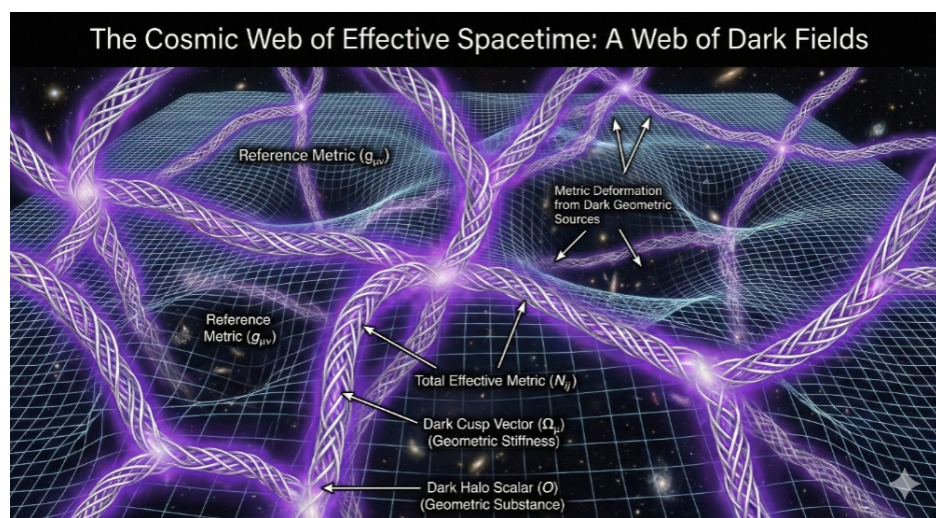 The Cosmic Web of Effective Spacetime: A Web of Dark Fields
Reference Metric (gμν)
Metric Deformation
from Dark Geometric
Sources
Reference
Metric (gμν)
Total Effective Metric (Nij)
Dark Cusp Vector (Ωμ)
(Geometric Stiffness)
Dark Halo Scalar (O)
(Geometric Substance)